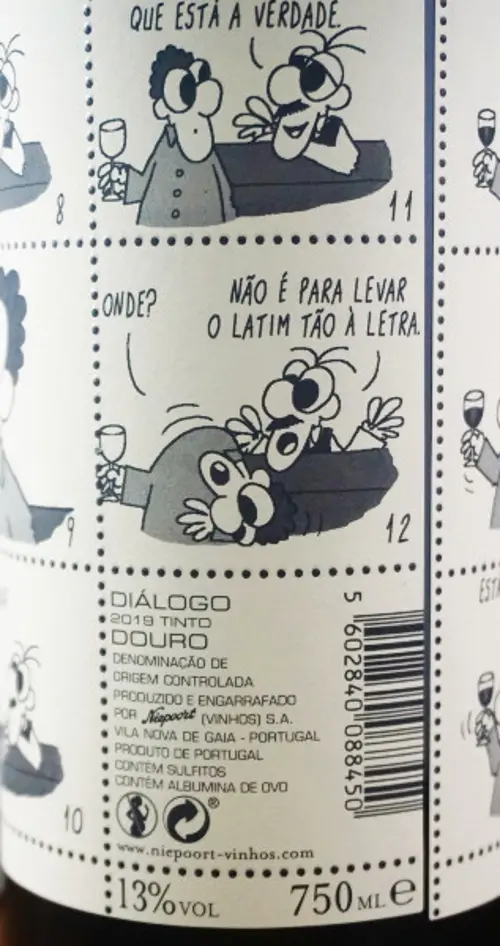 QUE ESTÁ A VERDADE.
8
11
ONDE?
NÃO É PARA LEVAR
O LATIM TÃO À LETRA.
9
12
DIÁLOGO
2019 TINTO
DOURO
DENOMINAÇÃO DE
ORIGEM CONTROLADA
PRODUZIDO E ENGARRAFADO
POR Niepoort (VINHOS) S.A.
VILA NOVA DE GAIA - PORTUGAL
PRODUTO DE PORTUGAL
CONTÉM SULFITOS
CONTÉM ALBUMINA DE OVO
®
www.niepoort-vinhos.com
10
5 602840 088450
13% VOL
750 ML e